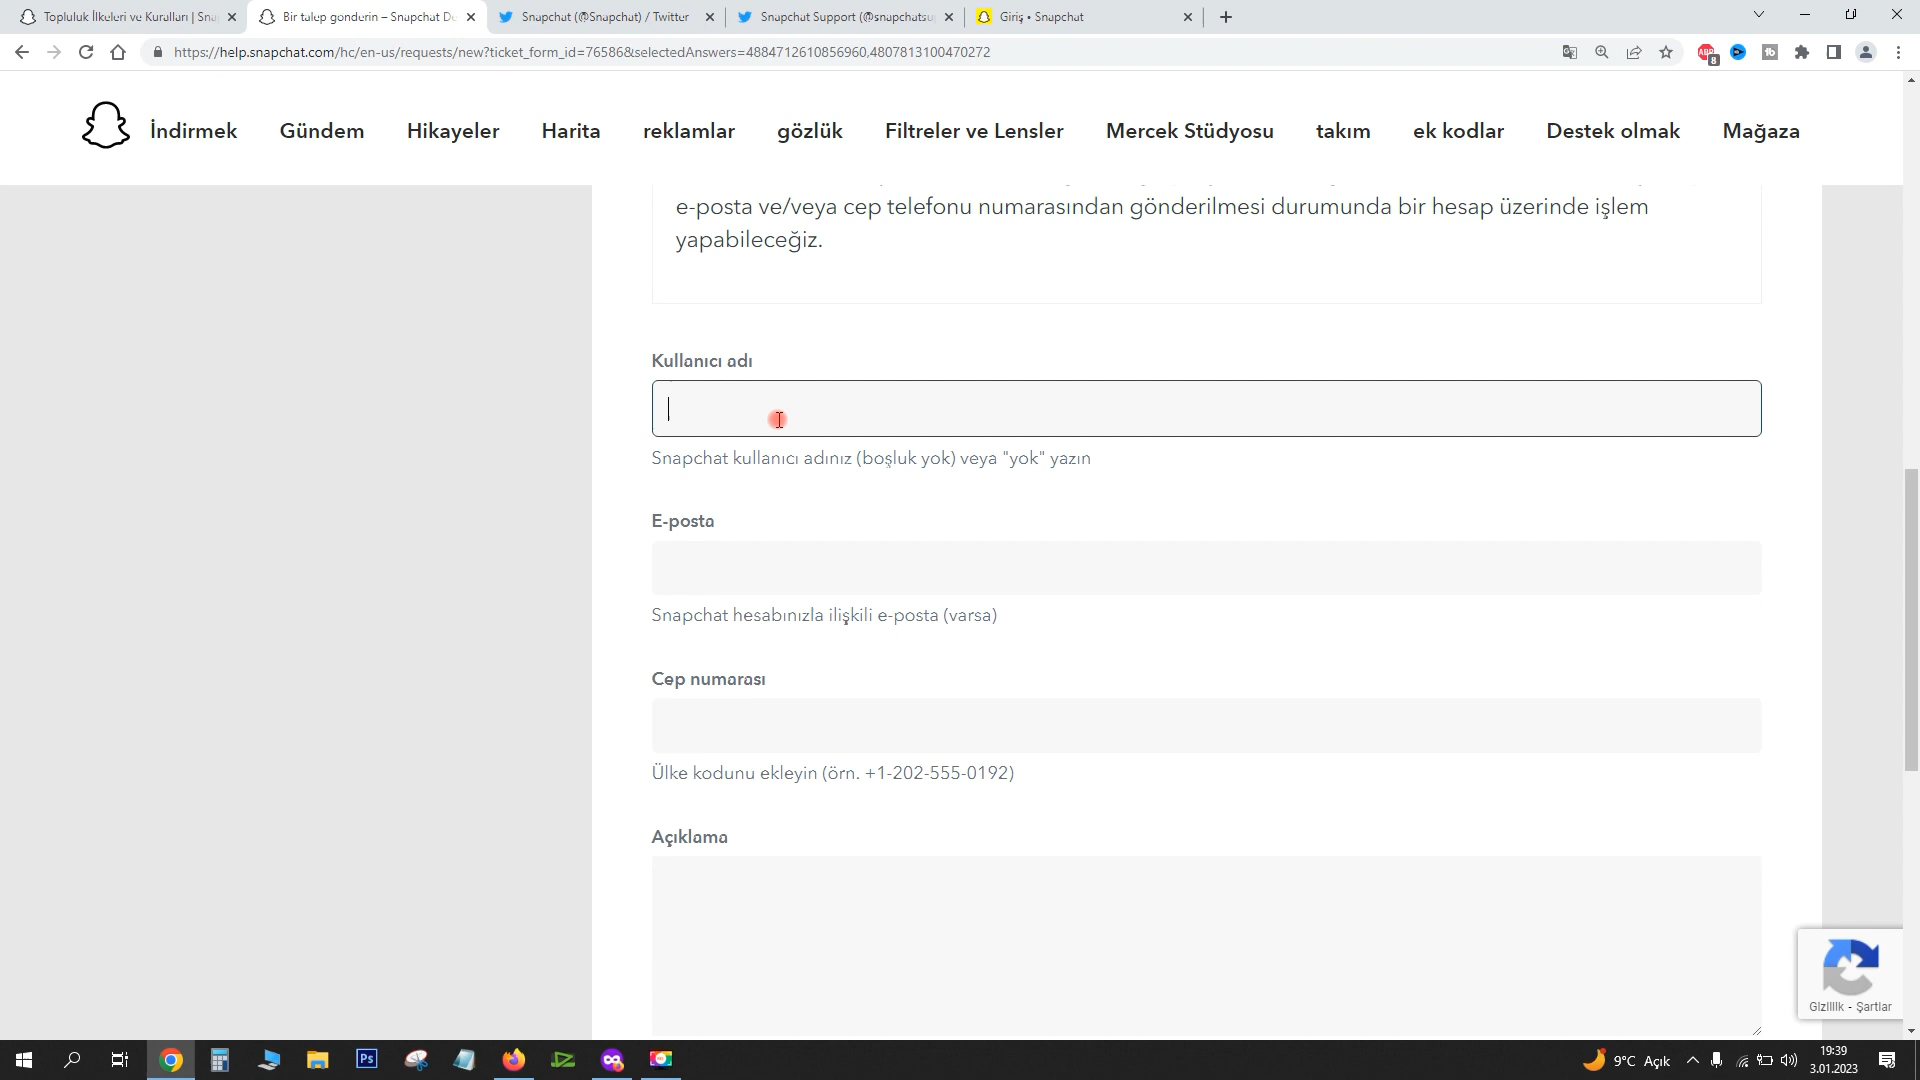 Topluluk İlkeleri ve Kuralları | Sna
Bir talep gönderin – Snapchat De
Snapchat (@Snapchat) / Twitter
Snapchat Support (@snapchatsu
Giriş • Snapchat
https://help.snapchat.com/hc/en-us/requests/new?ticket_form_id=76586&selectedAnswers=4884712610856960,4807813100470272
ABP
8
İndirmek
Gündem
Hikayeler
Harita
reklamlar
gözlük
Filtreler ve Lensler
Mercek Stüdyosu
takım
ek kodlar
Destek olmak
Mağaza
e-posta ve/veya cep telefonu numarasından gönderilmesi durumunda bir hesap üzerinde işlem
yapabileceğiz.
Kullanıcı adı
Snapchat kullanıcı adınız (boşluk yok) veya "yok" yazın
E-posta
Snapchat hesabınızla ilişkili e-posta (varsa)
Cep numarası
Ülke kodunu ekleyin (örn. +1-202-555-0192)
Açıklama
Gizlilik - Şartlar
Ps
9°C Açık
19:39
3.01.2023